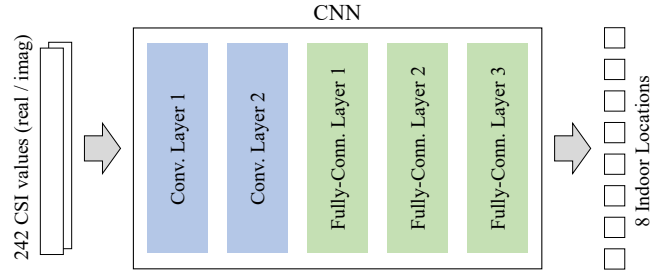 CNN
242 CSI values (real / imag)
Conv. Layer 1
Conv. Layer 2
Fully-Conn. Layer 1
Fully-Conn. Layer 2
Fully-Conn. Layer 3
8 Indoor Locations